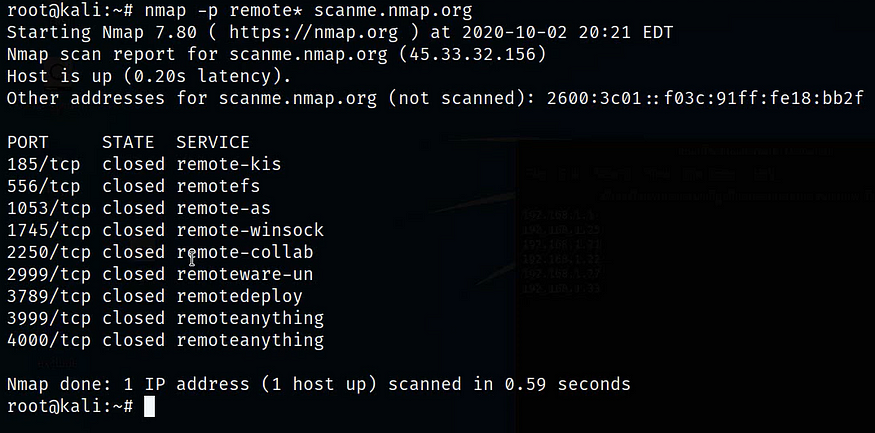 root@kali:~# nmap -p remote* scanme.nmap.org
Starting Nmap 7.80 ( https://nmap.org ) at 2020-10-02 20:21 EDT
Nmap scan report for scanme.nmap.org (45.33.32.156)
Host is up (0.20s latency).
Other addresses for scanme.nmap.org (not scanned): 2600:3c01::f03c:91ff:fe18:bb2f
PORT     STATE  SERVICE
185/tcp  closed remote-kis
556/tcp  closed remotefs
1053/tcp closed remote-as
1745/tcp closed remote-winsock
2250/tcp closed remote-collab
2999/tcp closed remoteware-un
3789/tcp closed remotedeploy
3999/tcp closed remoteanything
4000/tcp closed remoteanything
Nmap done: 1 IP address (1 host up) scanned in 0.59 seconds
root@kali:~#